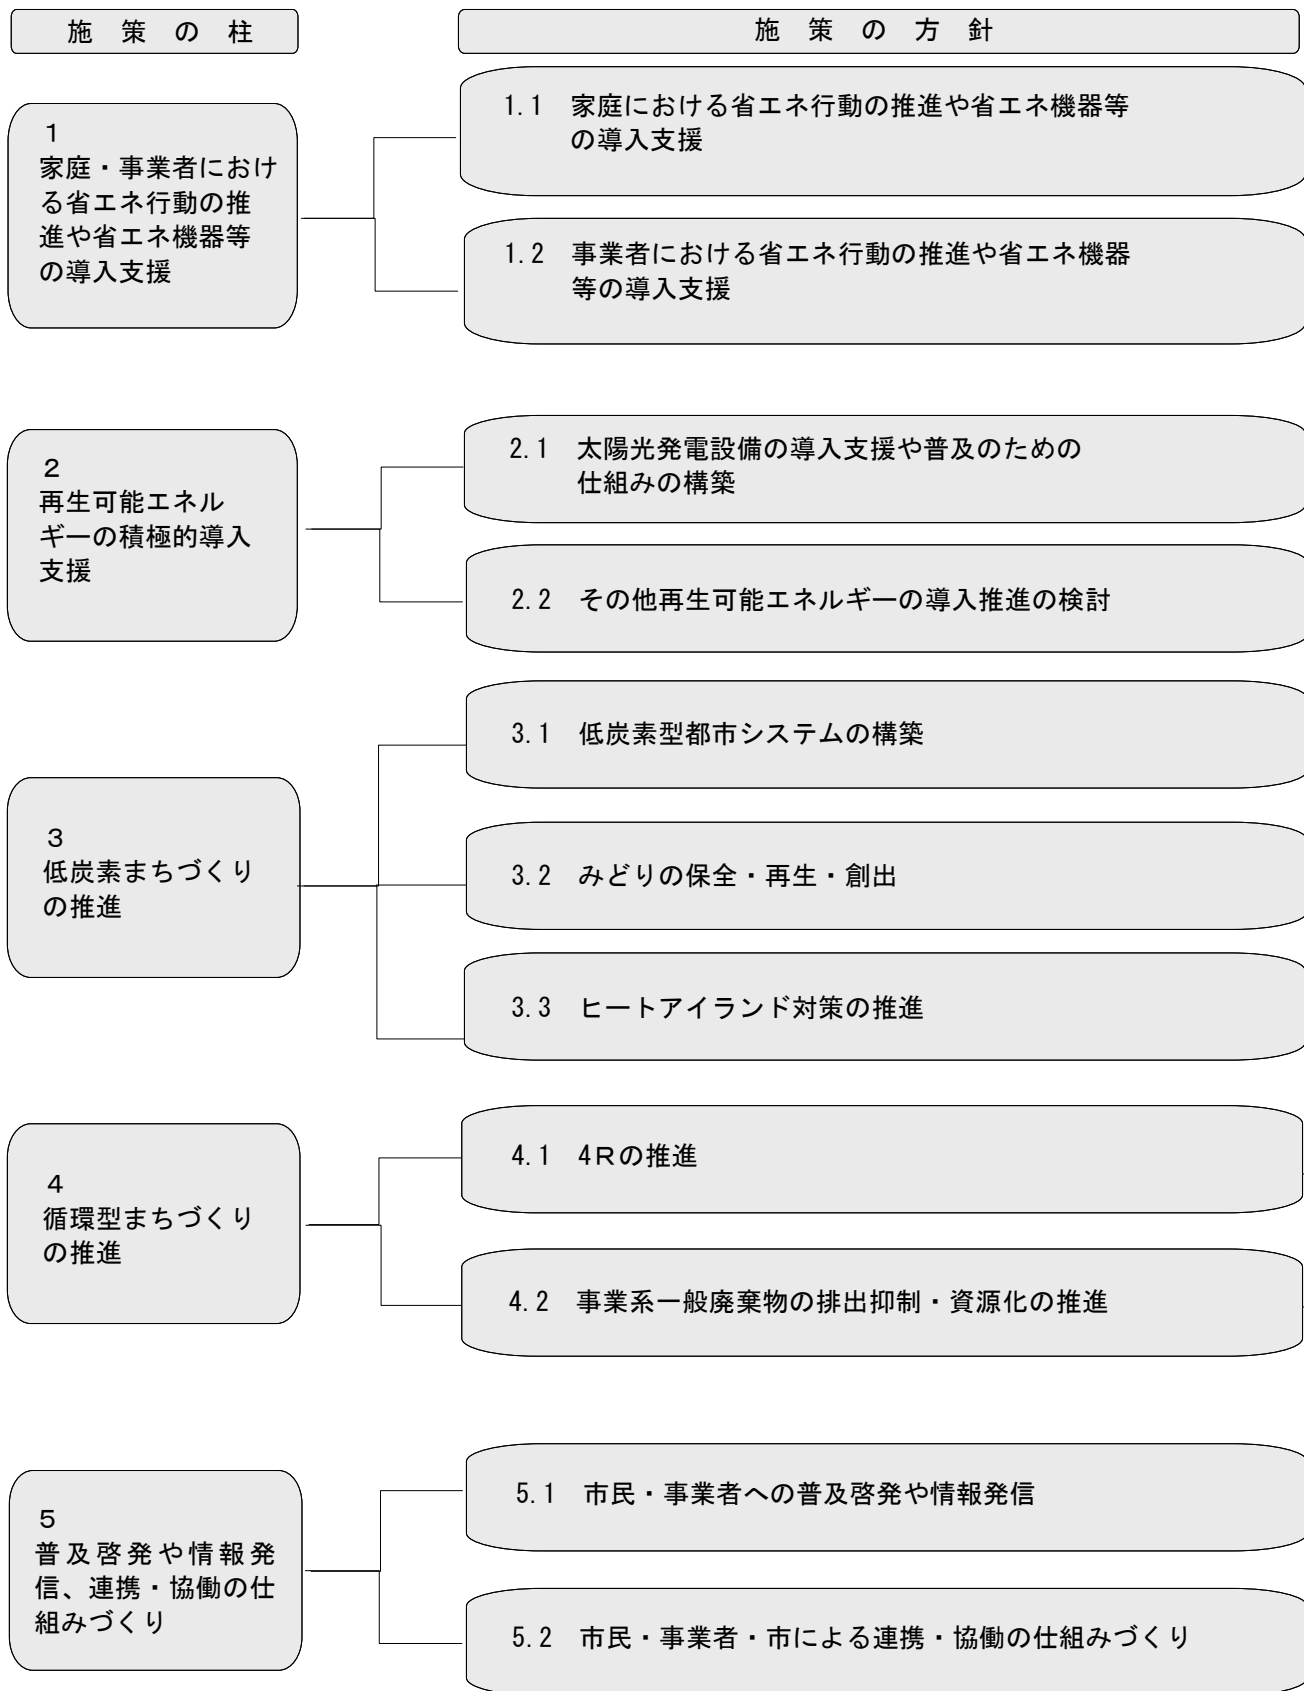 施策の柱
施策の方針
1
家庭・事業者におけ
る省エネ行動の推
進や省エネ機器等
の導入支援
1.1 家庭における省エネ行動の推進や省エネ機器等
の導入支援
1.2 事業者における省エネ行動の推進や省エネ機器
等の導入支援
2
再生可能エネル
ギーの積極的導入
支援
2.1 太陽光発電設備の導入支援や普及のための
仕組みの構築
2.2 その他再生可能エネルギーの導入推進の検討
3
低炭素まちづくり
の推進
3.1 低炭素型都市システムの構築
3.2 みどりの保全・再生・創出
3.3 ヒートアイランド対策の推進
4
循環型まちづくり
の推進
4.1 4Rの推進
4.2 事業系一般廃棄物の排出抑制・資源化の推進
5
普及啓発や情報発
信、連携・協働の仕
組みづくり
5.1 市民・事業者への普及啓発や情報発信
5.2 市民・事業者・市による連携・協働の仕組みづくり